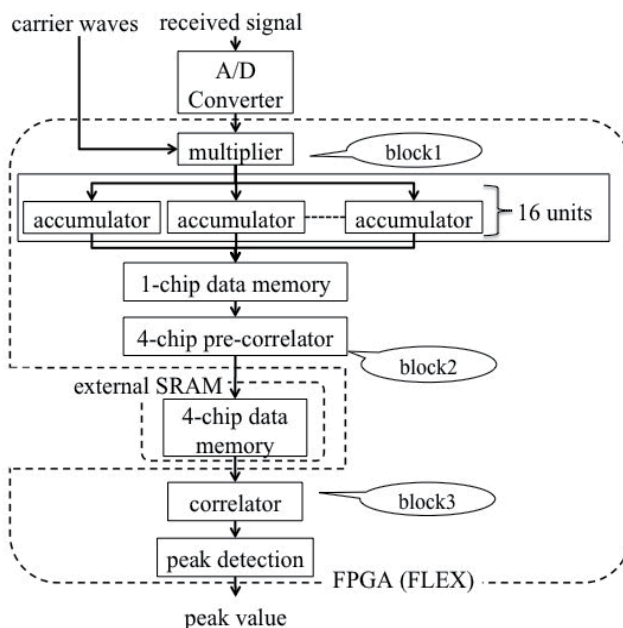 carrier waves
received signal
A/D
Converter
multiplier
block1
accumulator
accumulator
accumulator
16 units
1-chip data memory
4-chip pre-correlator
block2
external SRAM
4-chip data
memory
correlator
block3
peak detection
FPGA (FLEX)
peak value